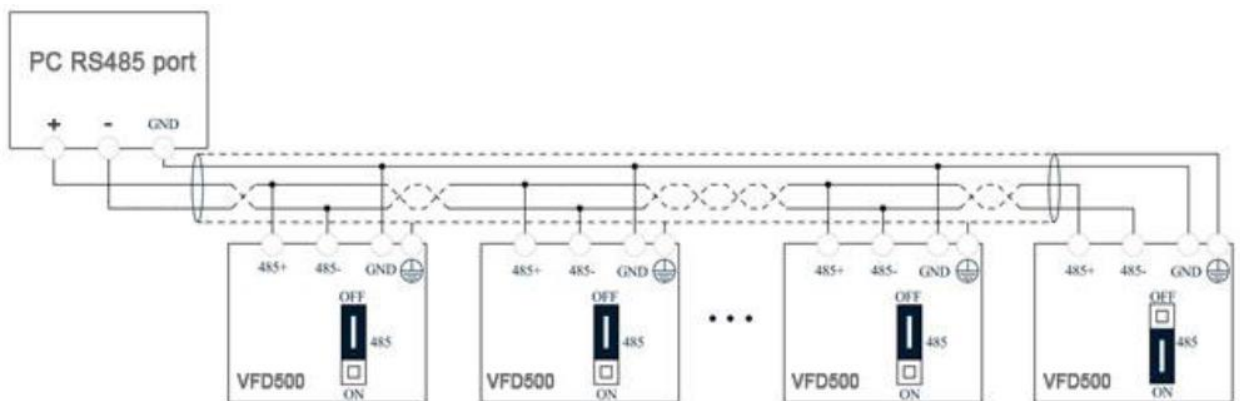 PC RS485 port
+ - GND
485+ 485- GND 485+ 485- GND 485+ 485- GND 485+ 485- GND
OFF OFF OFF OFF
485 485 485 485
VFD500 VFD500 VFD500 VFD500
ON ON ON ON